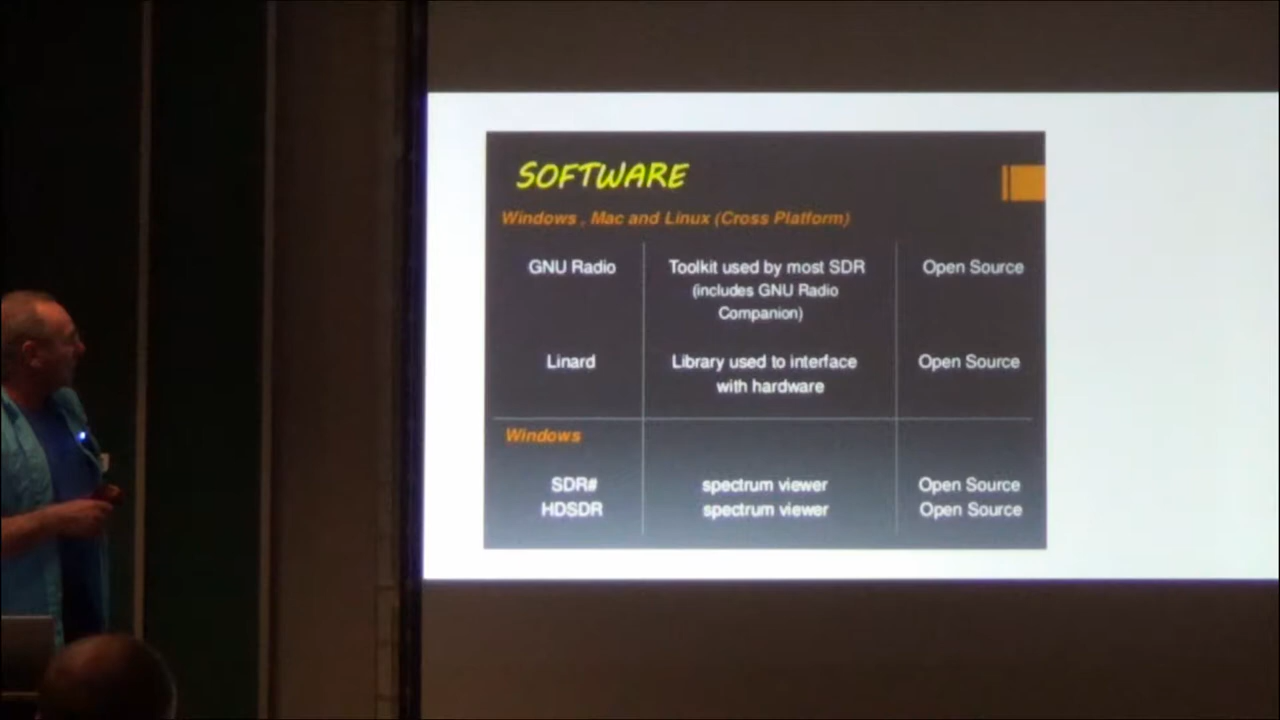 SOFTWARE
Windows , Mac and Linux (Cross Platform)
GNU Radio
Toolkit used by most SDR
(includes GNU Radio
Companion)
Open Source
Linard
Library used to interface
with hardware
Open Source
Windows
SDR#
spectrum viewer
Open Source
HDSDR
spectrum viewer
Open Source